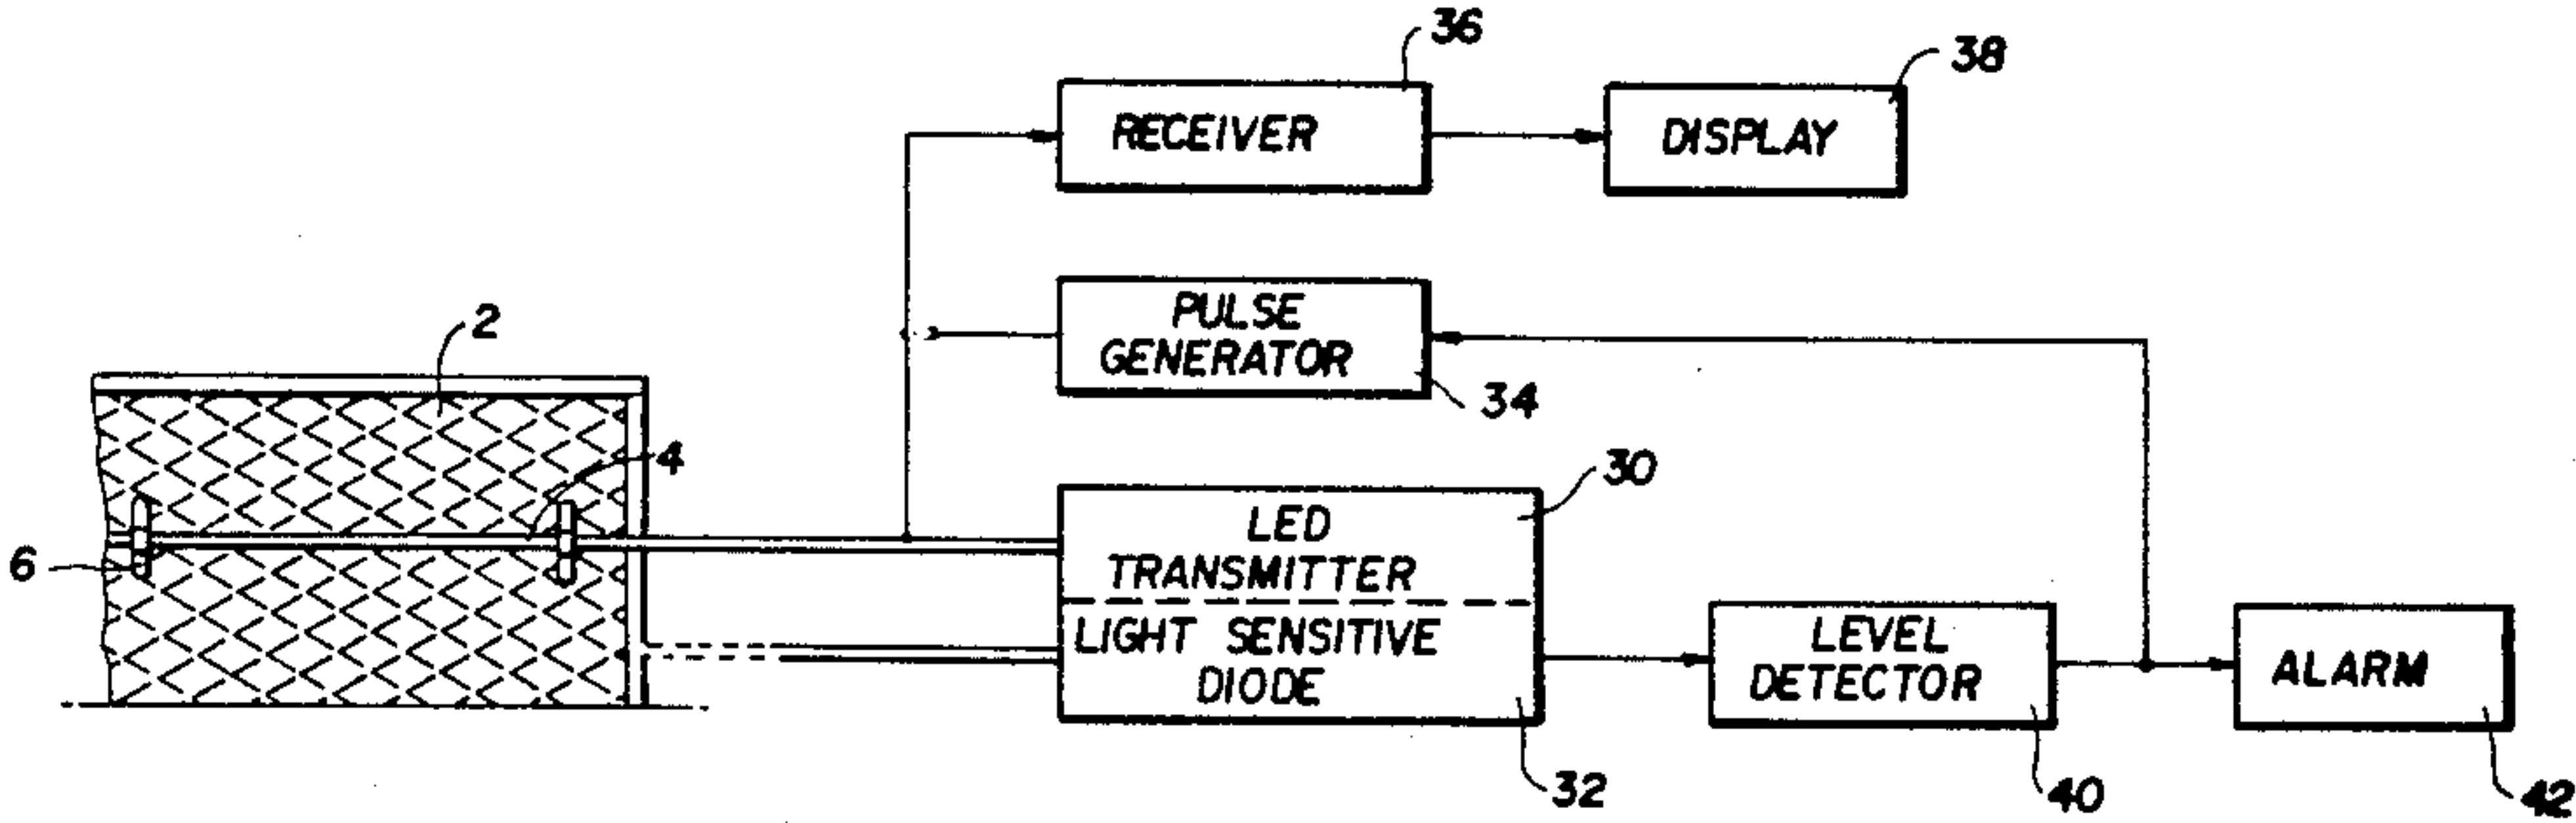 36
38
RECEIVER
DISPLAY
PULSE
GENERATOR
34
2
4
6
30
LED
TRANSMITTER
LIGHT SENSITIVE
DIODE
32
LEVEL
DETECTOR
40
ALARM
42